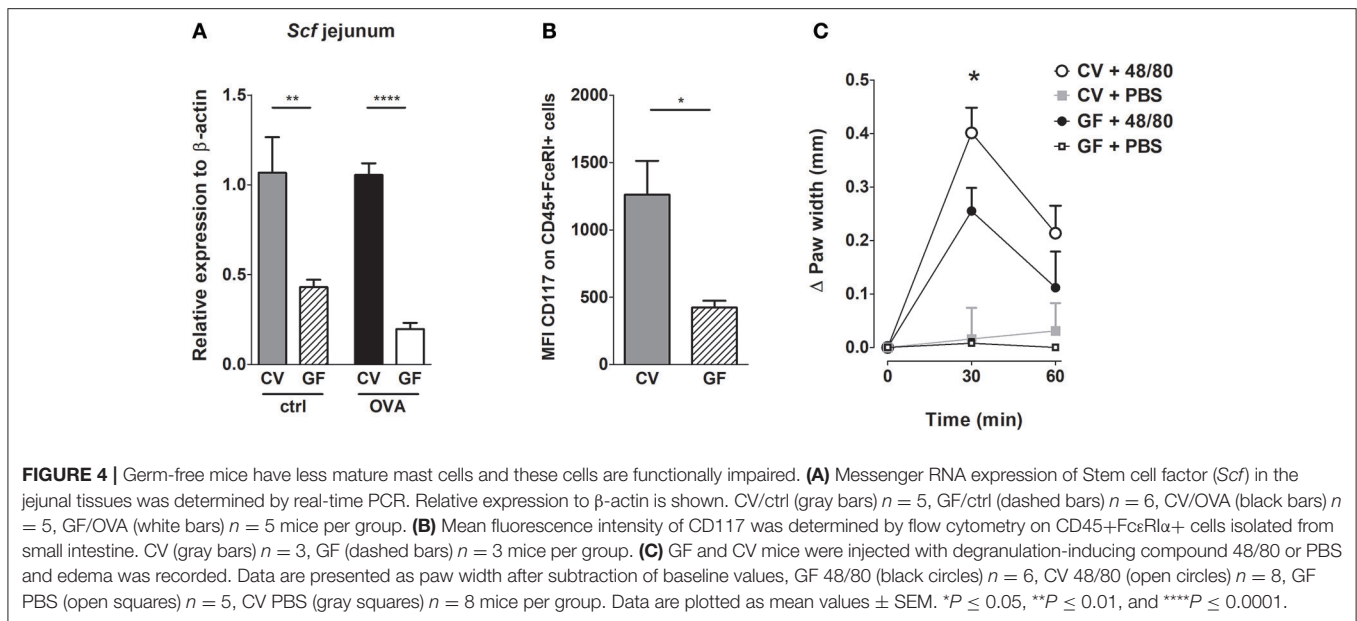 A
Scf jejunum
Relative expression to β-actin
1.5
1.0
0.5
0.0
**
****
CV GF CV GF
ctrl OVA
B
MFI CD117 on CD45+FceRI+ cells
2000
1500
1000
500
0
*
CV GF
C
Δ Paw width (mm)
0.5
0.4
0.3
0.2
0.1
0.0
*
0 30 60
Time (min)
CV + 48/80
CV + PBS
GF + 48/80
GF + PBS
FIGURE 4 | Germ-free mice have less mature mast cells and these cells are functionally impaired. (A) Messenger RNA expression of Stem cell factor (Scf) in the
jejunal tissues was determined by real-time PCR. Relative expression to β-actin is shown. CV/ctrl (gray bars) n = 5, GF/ctrl (dashed bars) n = 6, CV/OVA (black bars) n
= 5, GF/OVA (white bars) n = 5 mice per group. (B) Mean fluorescence intensity of CD117 was determined by flow cytometry on CD45+FcεRIα+ cells isolated from
small intestine. CV (gray bars) n = 3, GF (dashed bars) n = 3 mice per group. (C) GF and CV mice were injected with degranulation-inducing compound 48/80 or PBS
and edema was recorded. Data are presented as paw width after subtraction of baseline values, GF 48/80 (black circles) n = 6, CV 48/80 (open circles) n = 8, GF
PBS (open squares) n = 5, CV PBS (gray squares) n = 8 mice per group. Data are plotted as mean values ± SEM. *P ≤ 0.05, **P ≤ 0.01, and ****P ≤ 0.0001.